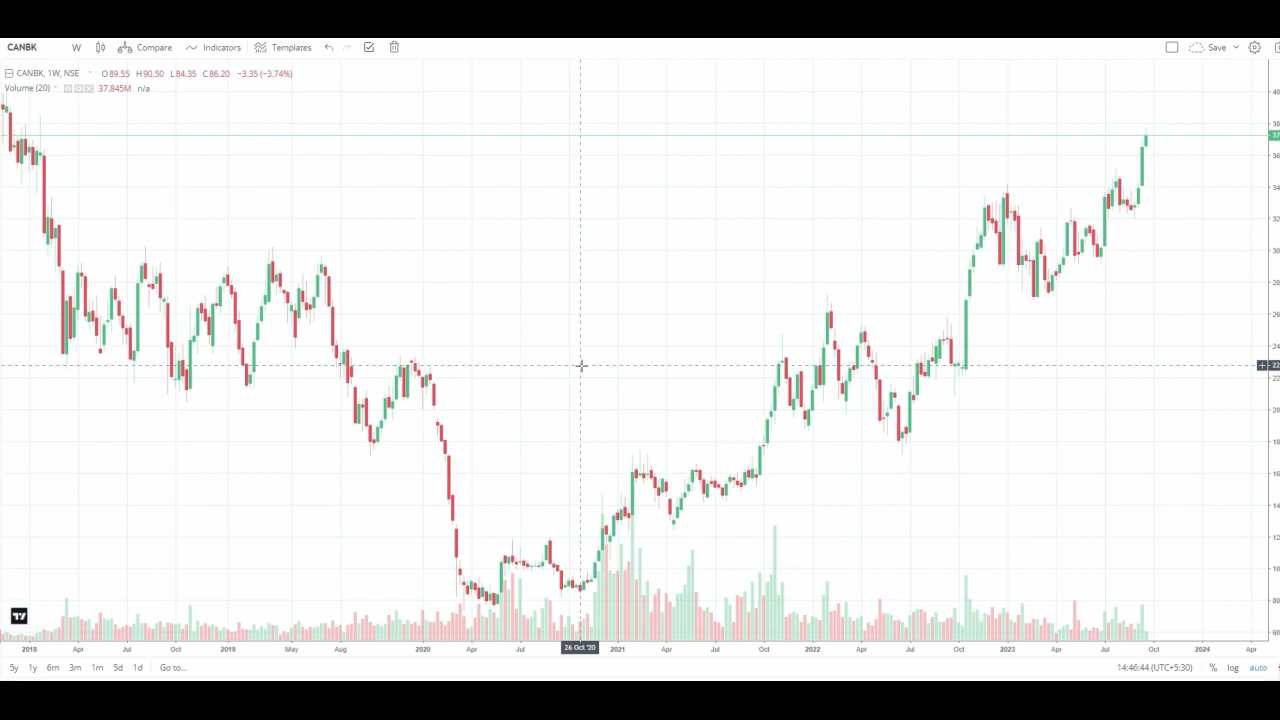 CANBK W Compare Indicators Templates Save
CANBK, 1W, NSE O89.55 H90.50 L84.35 C86.20 −3.35 (−3.74%)
Volume (20) 37.845M n/a
TV
26 Oct '20
2018 Apr Jul Oct 2019 May Aug 2020 Jul 2021 Apr Jul Oct 2022 Apr Jul Oct 2023 Apr Jul Oct 2024 Apr
5y 1y 6m 3m 1m 5d 1d Go to... 14:46:44 (UTC+5:30) % log auto